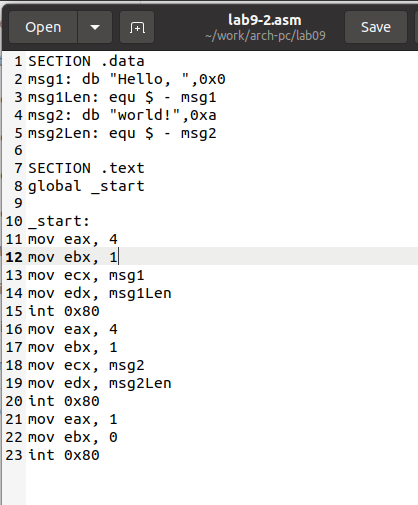 Open
lab9-2.asm
~/work/arch-pc/lab09
Save
1 SECTION .data
2 msg1: db "Hello, ",0x0
3 msg1Len: equ $ - msg1
4 msg2: db "world!",0xa
5 msg2Len: equ $ - msg2
6
7 SECTION .text
8 global _start
9
10 _start:
11 mov eax, 4
12 mov ebx, 1
13 mov ecx, msg1
14 mov edx, msg1Len
15 int 0x80
16 mov eax, 4
17 mov ebx, 1
18 mov ecx, msg2
19 mov edx, msg2Len
20 int 0x80
21 mov eax, 1
22 mov ebx, 0
23 int 0x80